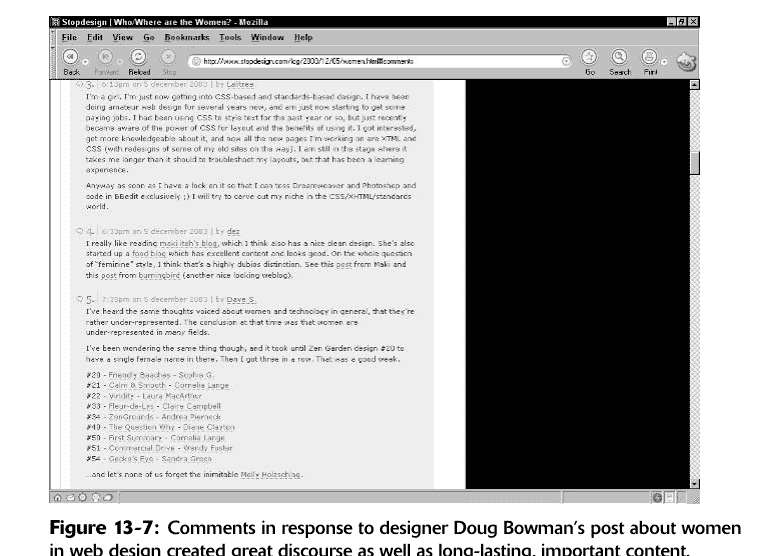 Stopdesign | Who/Where are the Women? - Mozilla
File Edit View Go Bookmarks Tools Window Help
Back Forward Reload Stop
http://www.stopdesign.com/log/2003/12/05/women.html#comments
Go Search Print
3. | 6:13pm on 5 december 2003 | by Laitree
I'm a girl. I'm just now getting into CSS-based and standards-based design. I have been
doing amateur web design for several years now, and am just now starting to get some
paying jobs. I had been using CSS to style text for the past year or so, but just recently
became aware of the power of CSS for layout and the benefits of using it. I got interested,
got more knowledgeable about it, and now all the new pages I'm working on are XTML and
CSS (with redesigns of some of my old sites on the way). I am still in the stage where it
takes me longer than it should to troubleshoot my layouts, but that has been a learning
experience.
Anyway as soon as I have a lock on it so that I can toss Dreamweaver and Photoshop and
code in BBedit exclusively ;) I will try to carve out my niche in the CSS/XHTML/standards
world.
4. | 6:33pm on 5 december 2003 | by dez
I really like reading maki itoh's blog, which I think also has a nice clean design. She's also
started up a food blog which has excellent content and looks good. On the whole question
of "feminine" style, I think that's a highly dubios distinction. See this post from Maki and
this post from burningbird (another nice looking weblog).
5. | 7:35pm on 5 december 2003 | by Dave S.
I've heard the same thoughts voiced about women and technology in general, that they're
rather under-represented. The conclusion at that time was that women are
under-represented in many fields.
I've been wondering the same thing though, and it took until Zen Garden design #20 to
have a single female name in there. Then I got three in a row. That was a good week.
#20 - Friendly Beaches - Sophie G.
#21 - Calm & Smooth - Cornelia Lange
#22 - Viridity - Laura MacArthur
#33 - Fleur-de-Lys - Claire Campbell
#34 - ZenGrounds - Andrea Pierneck
#49 - The Question Why - Diane Clayton
#50 - First Summary - Cornelia Lange
#51 - Commercial Drive - Wendy Foster
#54 - Gecko's Eye - Sandra Greco
...and let's none of us forget the inimitable Molly Holzschlag.
Figure 13-7: Comments in response to designer Doug Bowman's post about women
in web design created great discourse as well as long-lasting, important content.